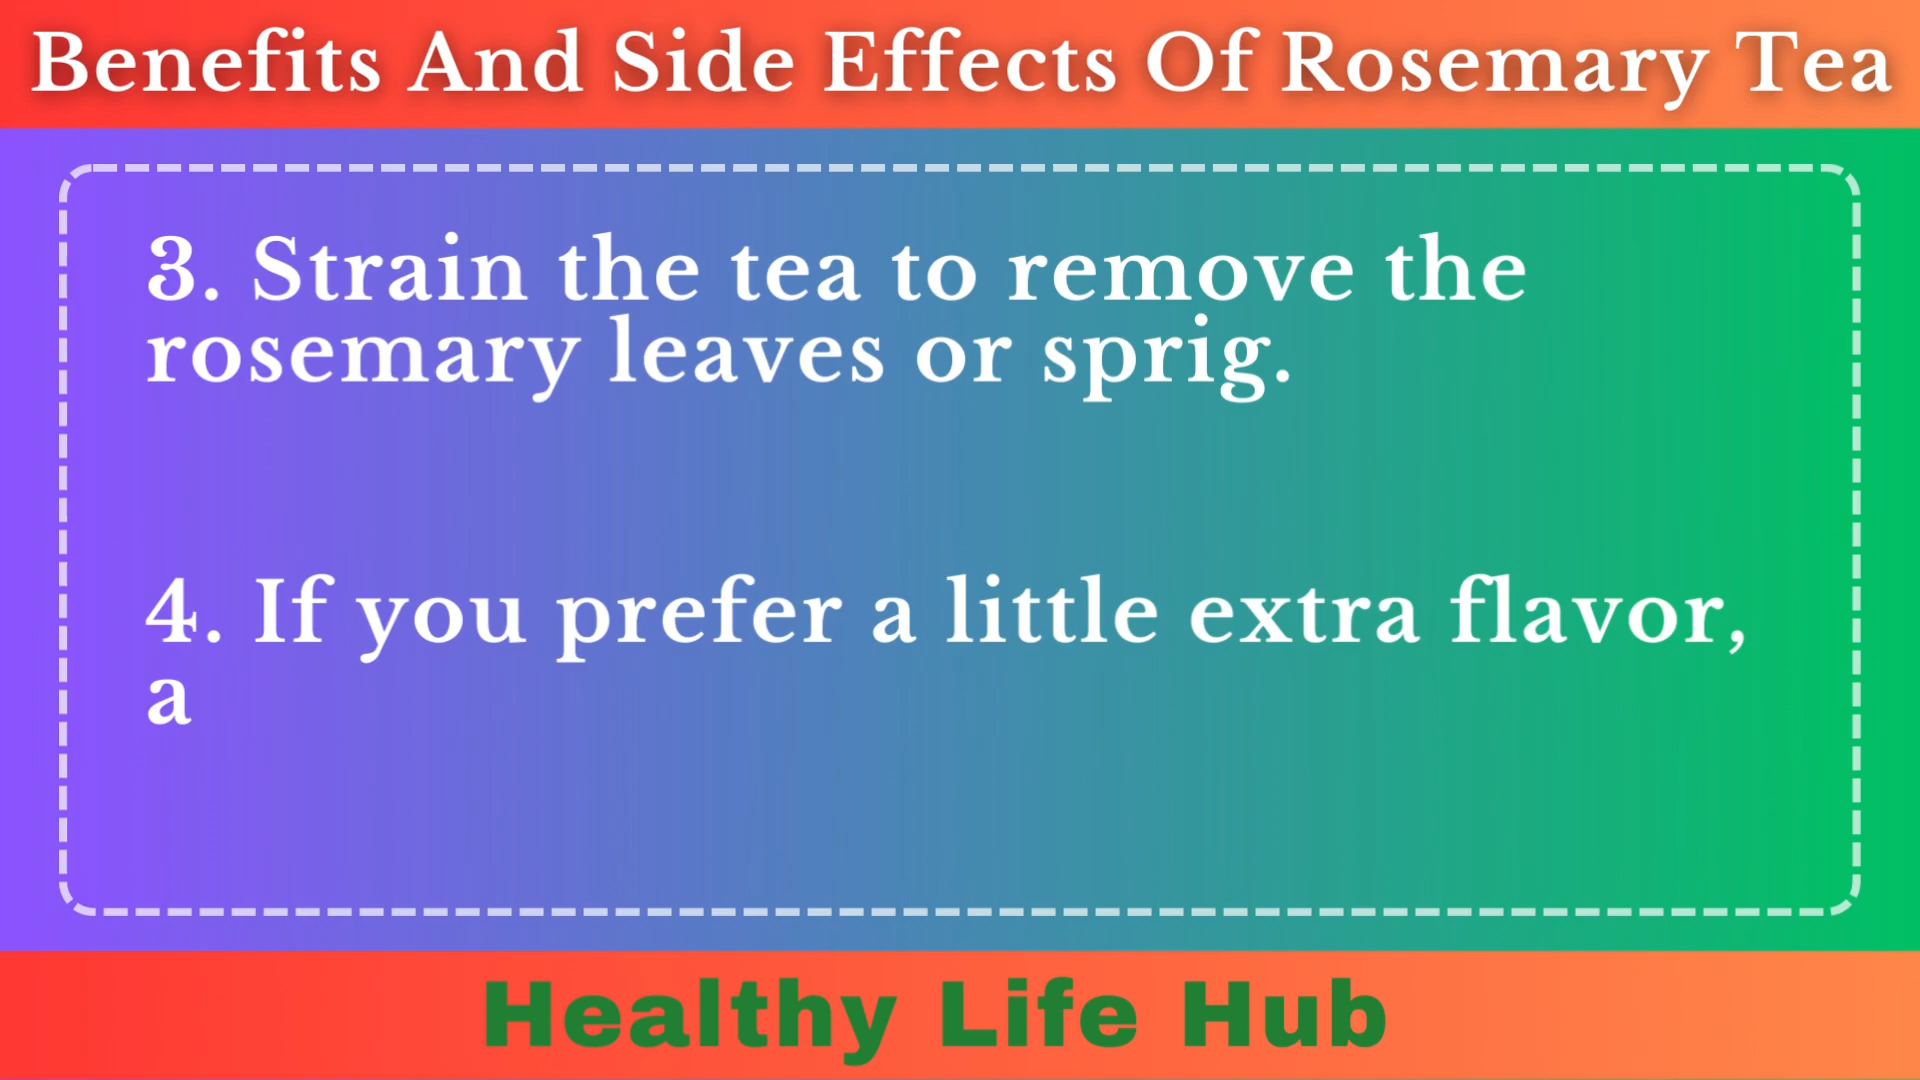 Benefits And Side Effects Of Rosemary Tea
3. Strain the tea to remove the
rosemary leaves or sprig.
4. If you prefer a little extra flavor,
a
Healthy Life Hub